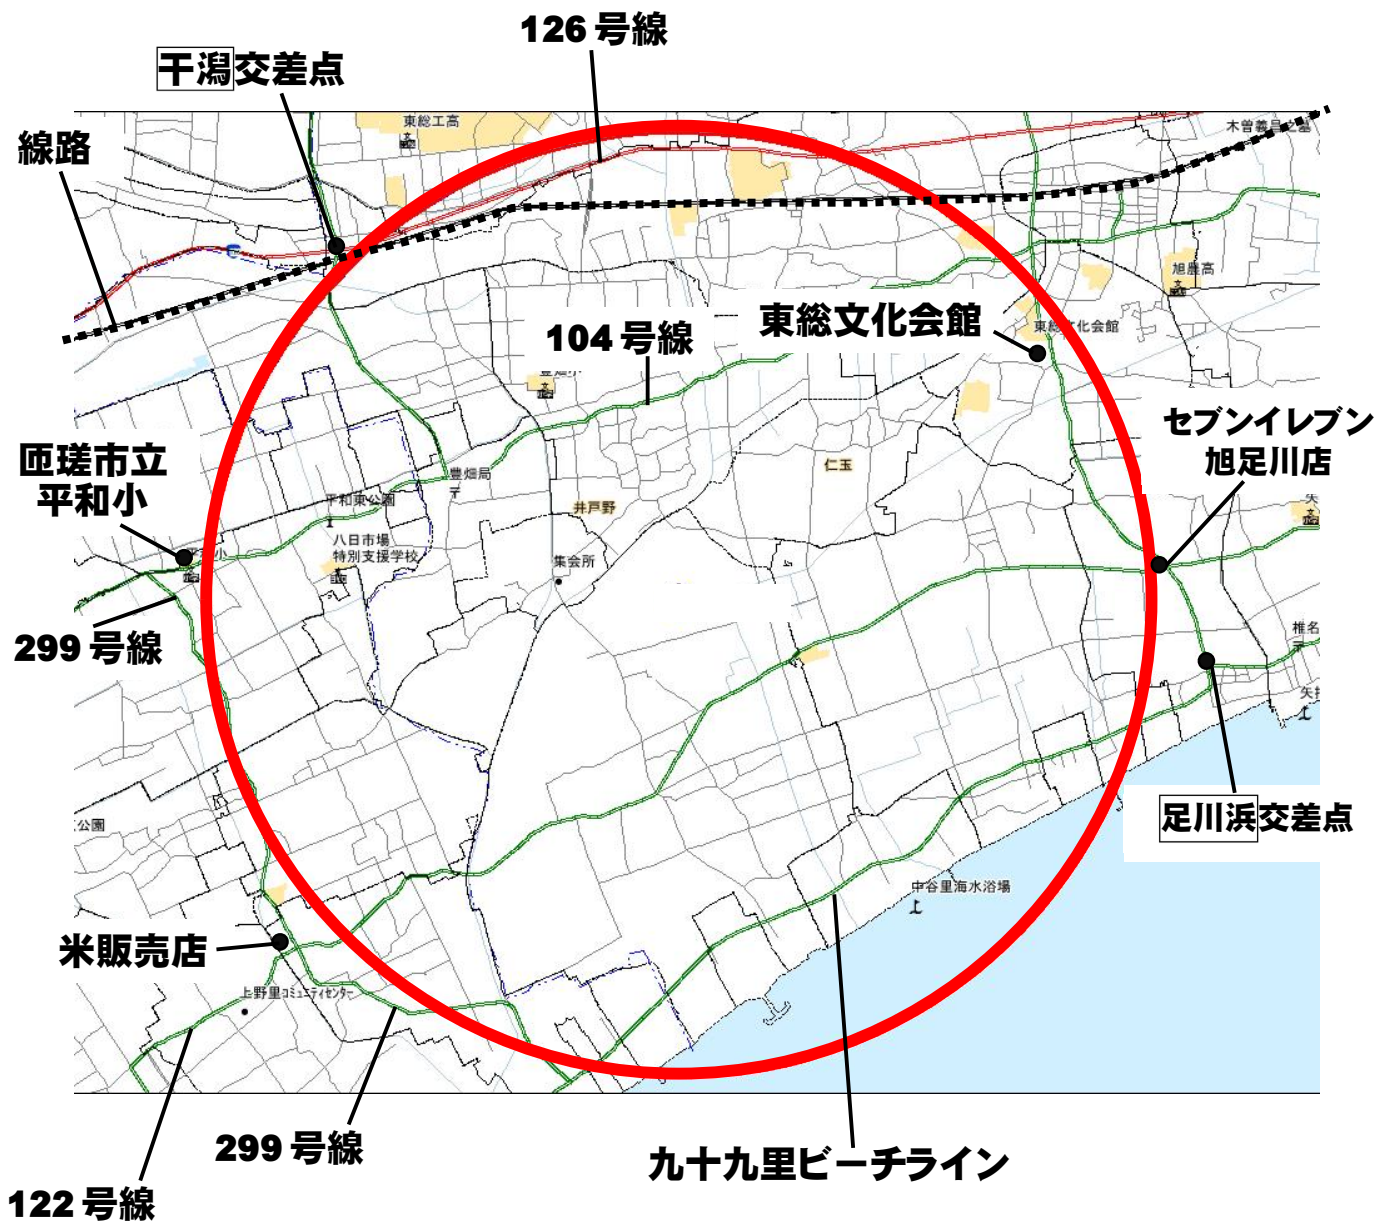 126号線
干潟交差点
線路
東総工高
木曽義昌之墓
旭農高
東総文化会館
東総文化会館
104号線
セブンイレブン
旭足川店
匝瑳市立
平和小
豊畑局
平和東公園
仁玉
井戸野
八日市場
特別支援学校
集会所
299号線
椎名
矢指
足川浜交差点
公園
中谷里海水浴場
米販売店
上野里コミュニティセンター
299号線
九十九里ビーチライン
122号線